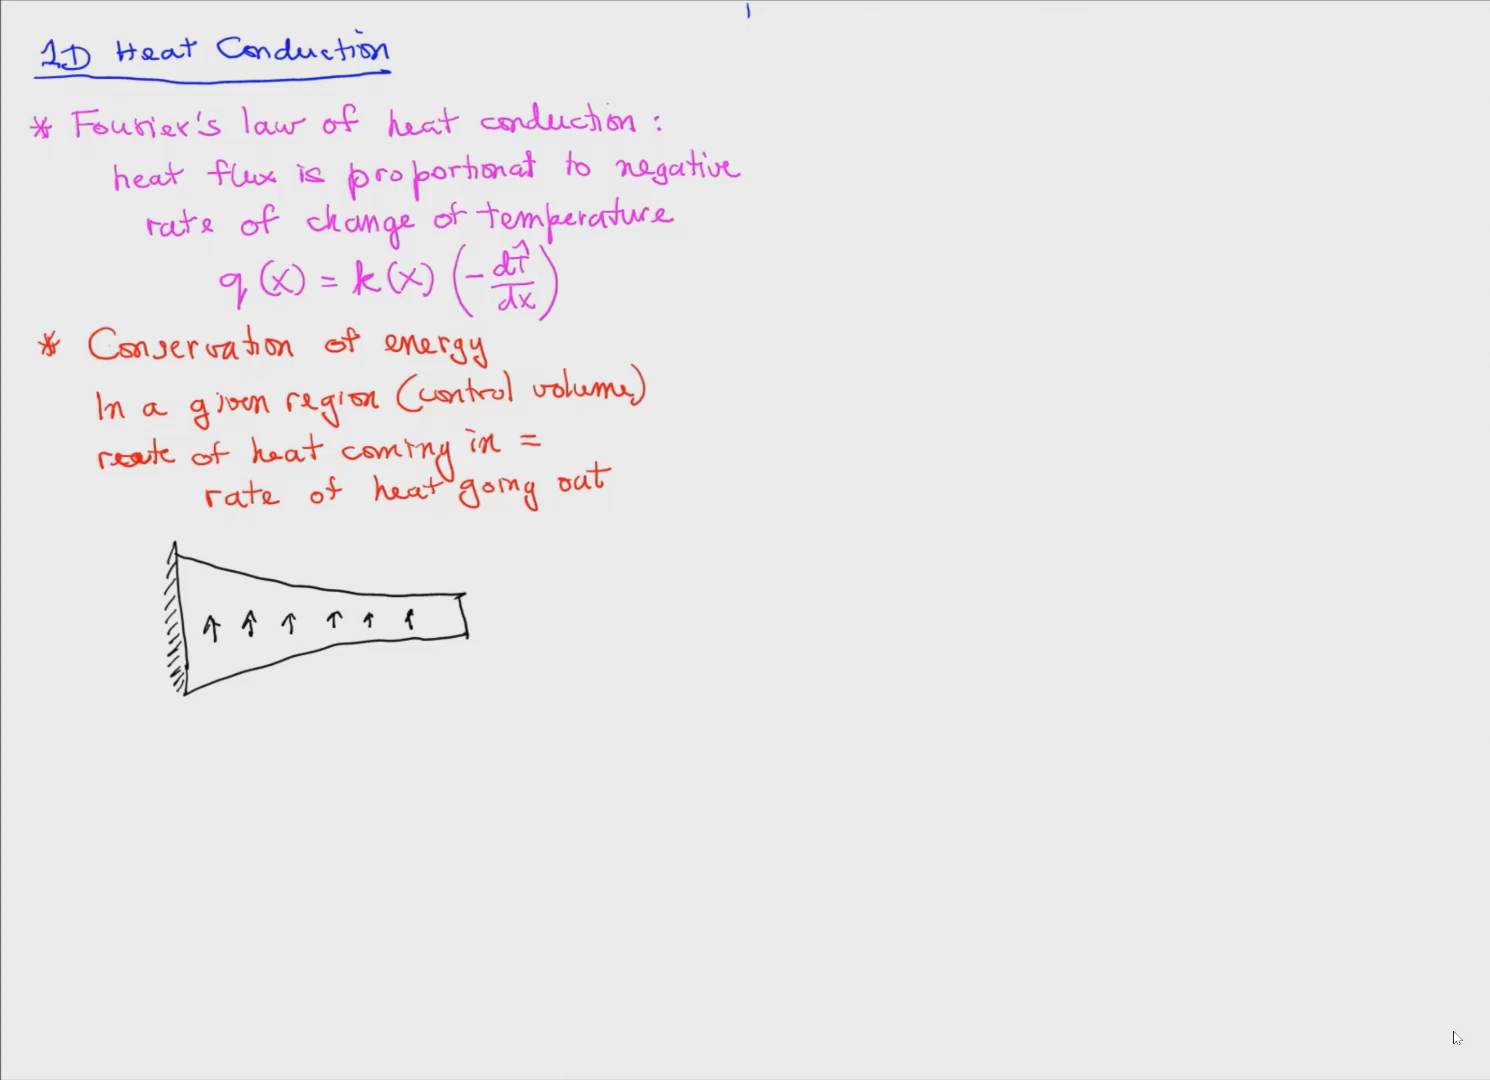 1D Heat Conduction
* Fourier's law of heat conduction :
heat flux is proportional to negative
rate of change of temperature
q(x) = k(x) (- dT̂/dx)
* Conservation of energy
In a given region (control volume)
rate of heat coming in =
rate of heat going out